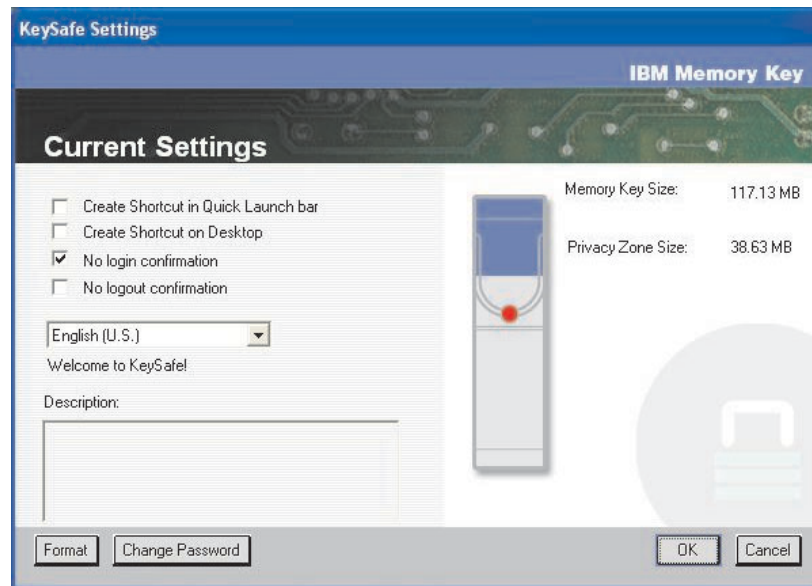 KeySafe Settings
IBM Memory Key
Current Settings
Create Shortcut in Quick Launch bar
Create Shortcut on Desktop
No login confirmation
No logout confirmation
English (U.S.)
Welcome to KeySafe!
Description:
Memory Key Size: 117.13 MB
Privacy Zone Size: 38.63 MB
Format
Change Password
OK
Cancel